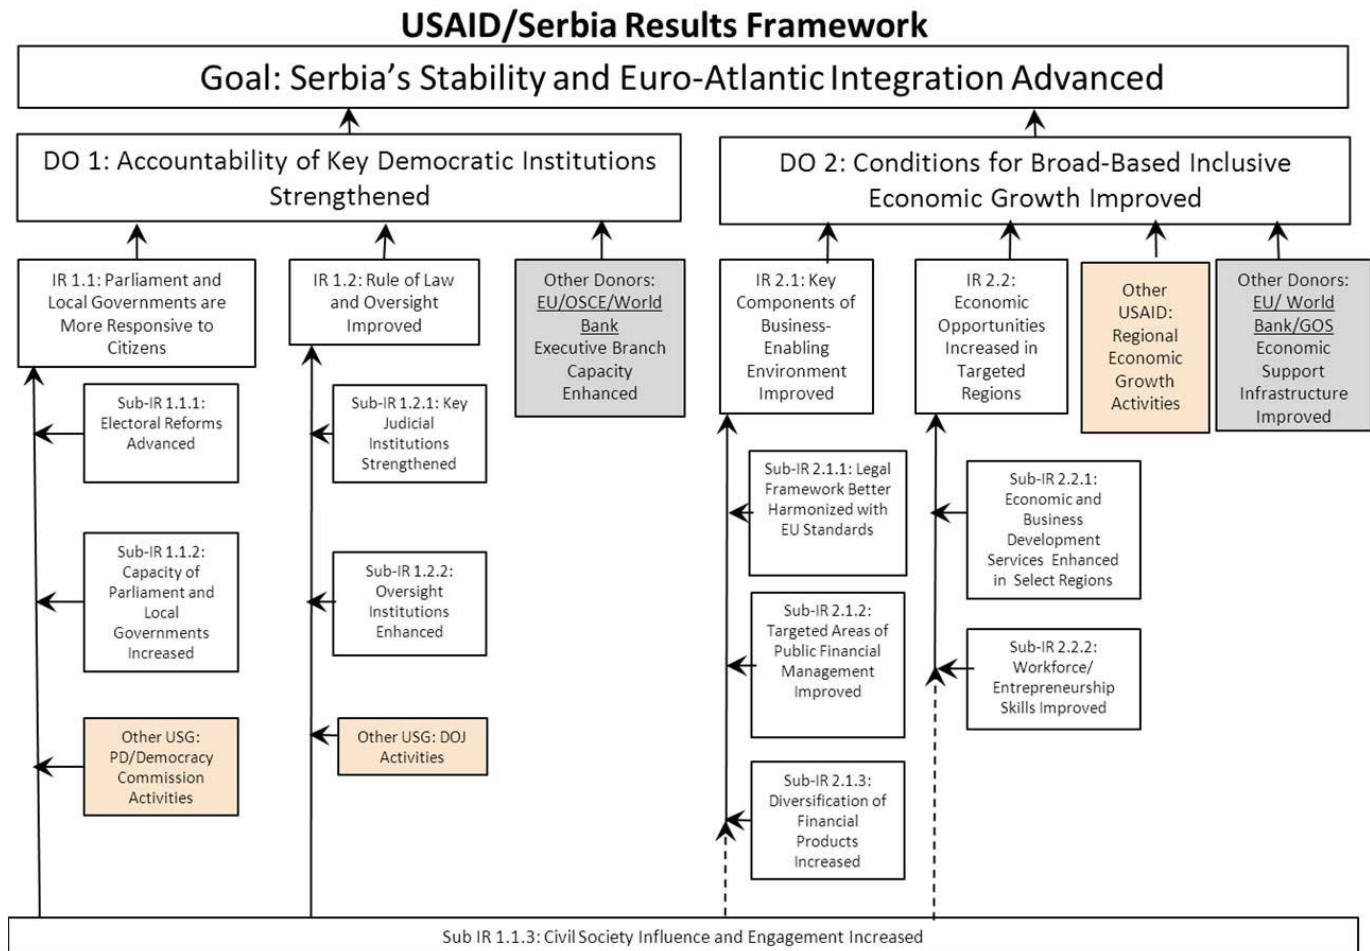 USAID/Serbia Results Framework
Goal: Serbia's Stability and Euro-Atlantic Integration Advanced
DO 1: Accountability of Key Democratic Institutions
Strengthened
DO 2: Conditions for Broad-Based Inclusive
Economic Growth Improved
IR 1.1: Parliament and
Local Governments are
More Responsive to
Citizens
IR 1.2: Rule of Law
and Oversight
Improved
Other Donors:
EU/OSCE/World
Bank
Executive Branch
Capacity
Enhanced
IR 2.1: Key
Components of
Business-
Enabling
Environment
Improved
IR 2.2:
Economic
Opportunities
Increased in
Targeted
Regions
Other
USAID:
Regional
Economic
Growth
Activities
Other Donors:
EU/ World
Bank/GOS
Economic
Support
Infrastructure
Improved
Sub-IR 1.1.1:
Electoral Reforms
Advanced
Sub-IR 1.2.1: Key
Judicial
Institutions
Strengthened
Sub-IR 2.1.1: Legal
Framework Better
Harmonized with
EU Standards
Sub-IR 2.2.1:
Economic and
Business
Development
Services Enhanced
in Select Regions
Sub-IR 1.1.2:
Capacity of
Parliament and
Local
Governments
Increased
Sub-IR 1.2.2:
Oversight
Institutions
Enhanced
Sub-IR 2.1.2:
Targeted Areas of
Public Financial
Management
Improved
Sub-IR 2.2.2:
Workforce/
Entrepreneurship
Skills Improved
Other USG:
PD/Democracy
Commission
Activities
Other USG: DOJ
Activities
Sub-IR 2.1.3:
Diversification of
Financial
Products
Increased
Sub IR 1.1.3: Civil Society Influence and Engagement Increased